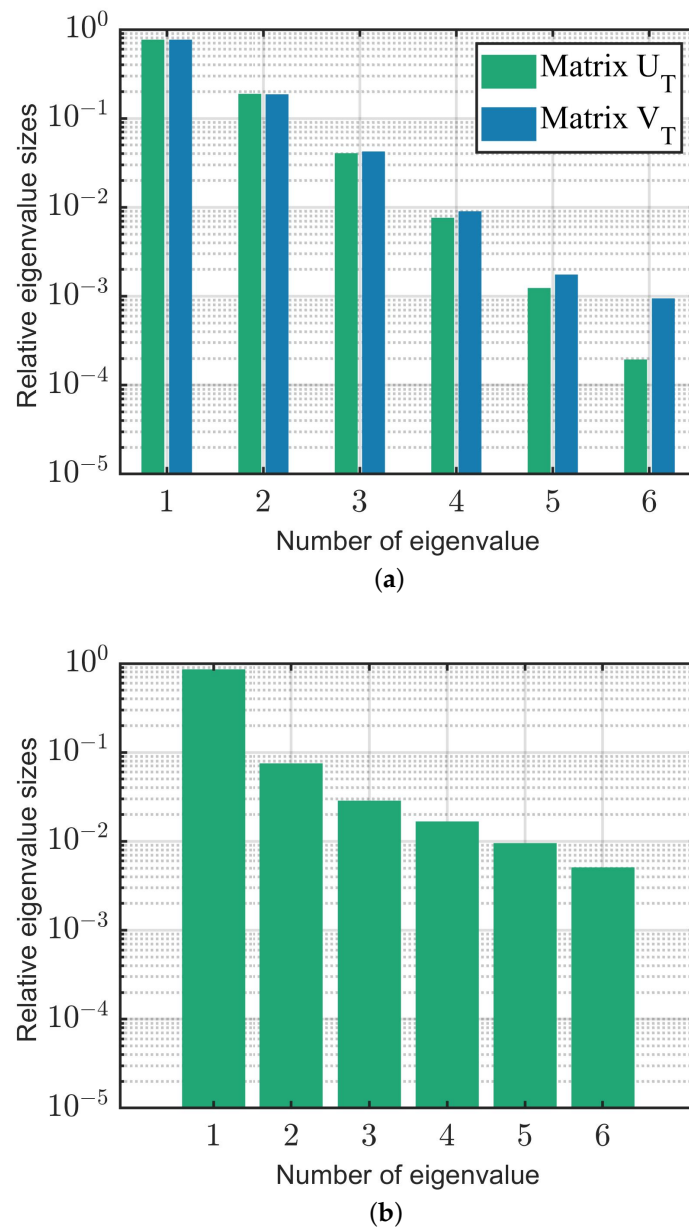 10^0
10^-1
10^-2
10^-3
10^-4
10^-5
Relative eigenvalue sizes
Matrix U_T
Matrix V_T
1 2 3 4 5 6
Number of eigenvalue
(a)
10^0
10^-1
10^-2
10^-3
10^-4
10^-5
Relative eigenvalue sizes
1 2 3 4 5 6
Number of eigenvalue
(b)